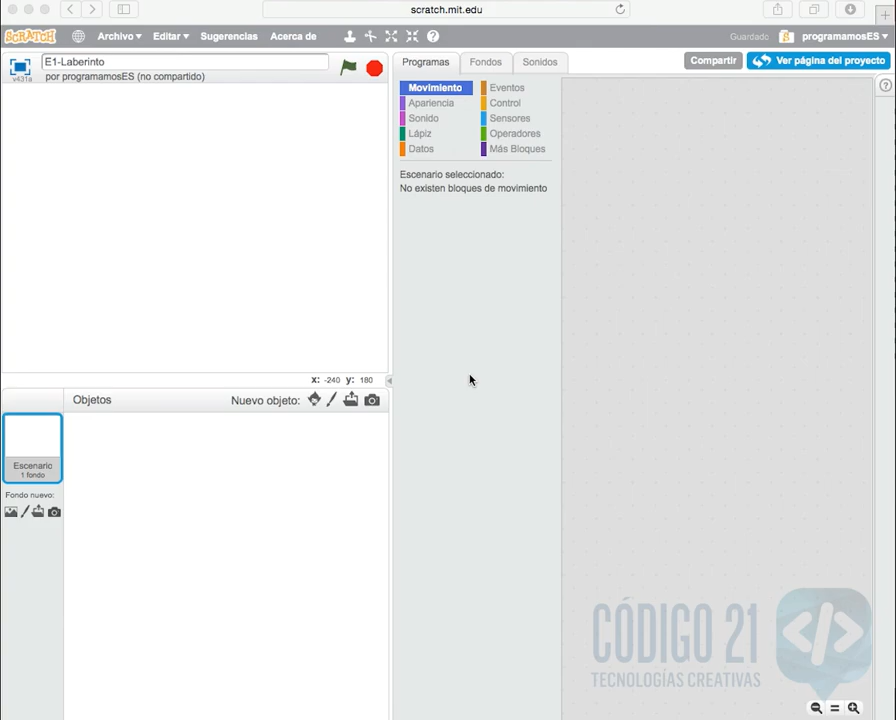 scratch.mit.edu
SCRATCH Archivo Editar Sugerencias Acerca de Guardado programamosES
E1-Laberinto
por programamosES (no compartido)
v431a
Programas Fondos Sonidos
Compartir Ver página del proyecto
Movimiento Eventos
Apariencia Control
Sonido Sensores
Lápiz Operadores
Datos Más Bloques
Escenario seleccionado:
No existen bloques de movimiento
x: -240 y: 180
Objetos Nuevo objeto:
Escenario
1 fondo
Fondo nuevo:
CÓDIGO 21
TECNOLOGÍAS CREATIVAS